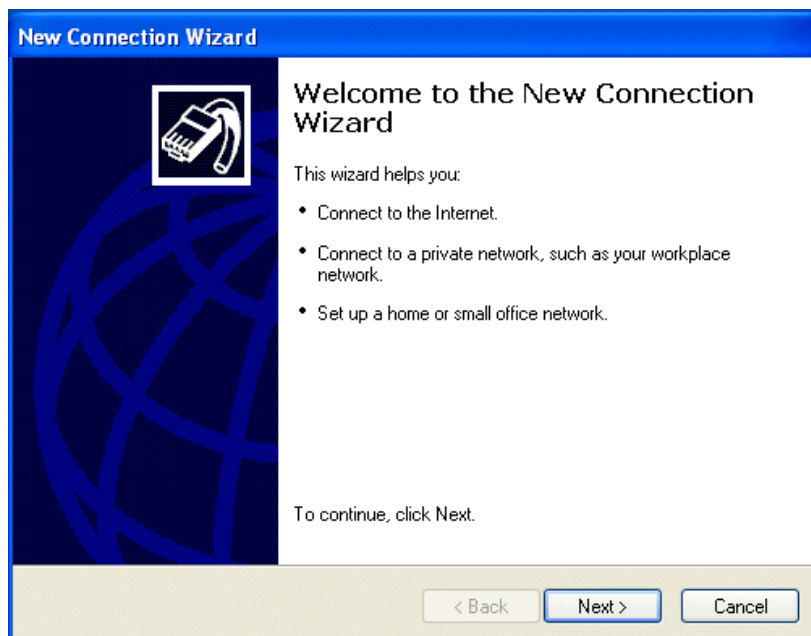 New Connection Wizard
Welcome to the New Connection
Wizard
This wizard helps you:
• Connect to the Internet.
• Connect to a private network, such as your workplace
network.
• Set up a home or small office network.
To continue, click Next.
< Back
Next >
Cancel